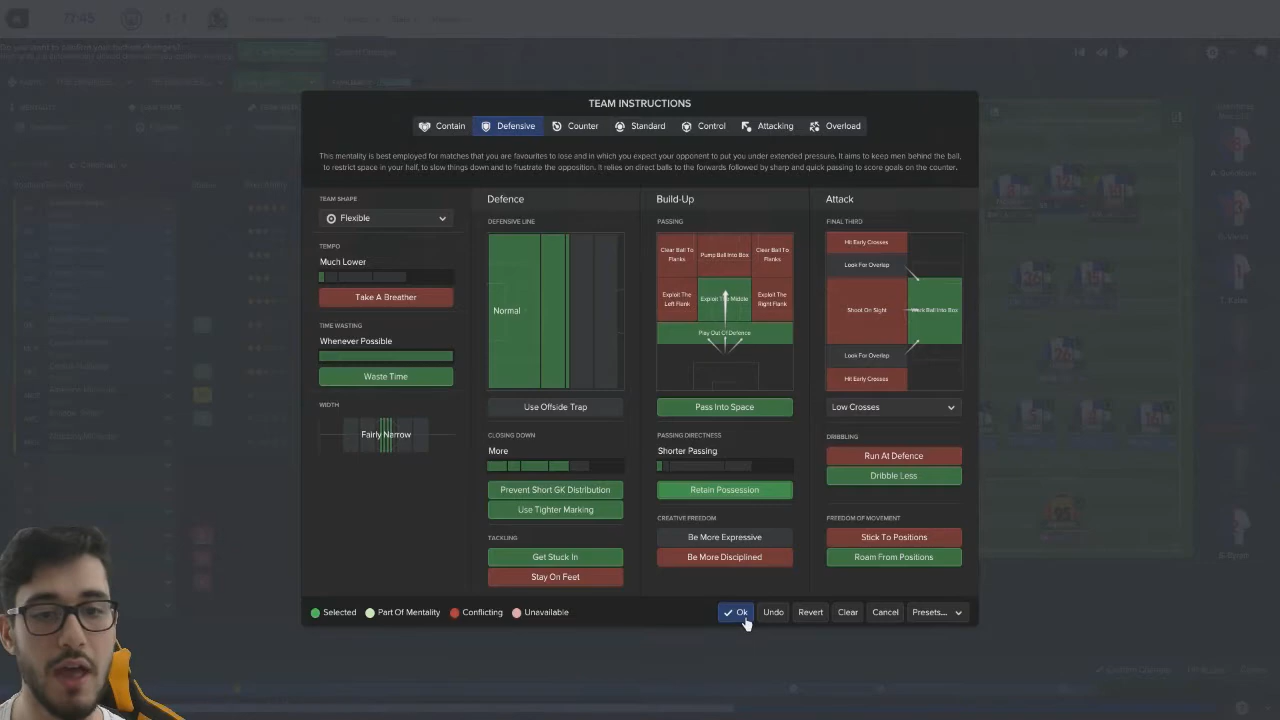 77:45
1 - 1
TEAM INSTRUCTIONS
Contain
Defensive
Counter
Standard
Control
Attacking
Overload
This mentality is best employed for matches that you are favourites to lose and in which you expect your opponent to put you under extended pressure. It aims to keep men behind the ball,
to restrict space in your half, to slow things down and to frustrate the opposition. It relies on direct balls to the forwards followed by sharp and quick passing to score goals on the counter.
TEAM SHAPE
Flexible
TEMPO
Much Lower
Take A Breather
TIME WASTING
Whenever Possible
Waste Time
WIDTH
Fairly Narrow
Defence
DEFENSIVE LINE
Normal
Use Offside Trap
CLOSING DOWN
More
Prevent Short GK Distribution
Use Tighter Marking
TACKLING
Get Stuck In
Stay On Feet
Build-Up
PASSING
Clear Ball To Flanks
Pump Ball Into Box
Clear Ball To Flanks
Exploit The Left Flank
Exploit The Middle
Exploit The Right Flank
Play Out Of Defence
Pass Into Space
PASSING DIRECTNESS
Shorter Passing
Retain Possession
CREATIVE FREEDOM
Be More Expressive
Be More Disciplined
Attack
FINAL THIRD
Hit Early Crosses
Look For Overlap
Shoot On Sight
Work Ball Into Box
Look For Overlap
Hit Early Crosses
Low Crosses
DRIBBLING
Run At Defence
Dribble Less
FREEDOM OF MOVEMENT
Stick To Positions
Roam From Positions
Selected
Part Of Mentality
Conflicting
Unavailable
Ok
Undo
Revert
Clear
Cancel
Presets...